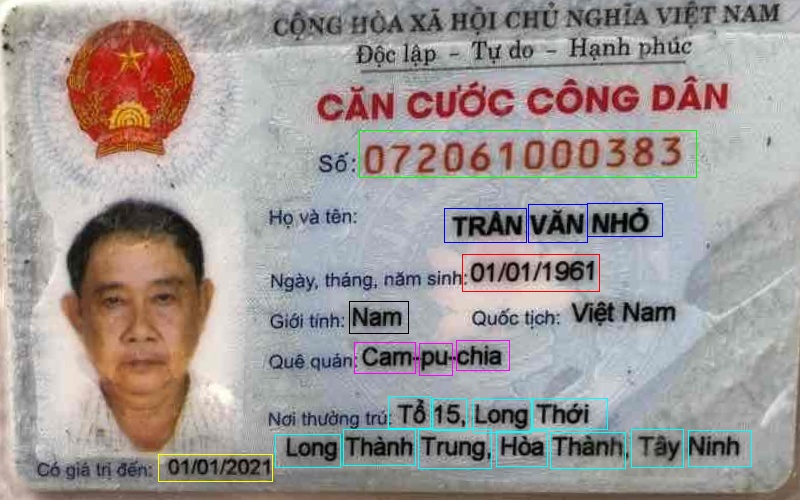 CỘNG HÒA XÃ HỘI CHỦ NGHĨA VIỆT NAM
Độc lập - Tự do - Hạnh phúc
CĂN CƯỚC CÔNG DÂN
Số: 072061000383
Họ và tên: TRẦN VĂN NHỎ
Ngày, tháng, năm sinh: 01/01/1961
Giới tính: Nam Quốc tịch: Việt Nam
Quê quán: Cam-pu-chia
Nơi thường trú: Tổ 15, Long Thới
Long Thành Trung, Hòa Thành, Tây Ninh
Có giá trị đến: 01/01/2021